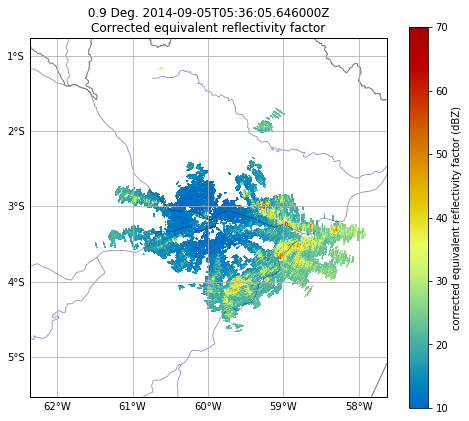 0.9 Deg. 2014-09-05T05:36:05.646000Z
Corrected equivalent reflectivity factor
1°S
2°S
3°S
4°S
5°S
62°W 61°W 60°W 59°W 58°W
70
60
50
40
30
20
10
corrected equivalent reflectivity factor (dBZ)